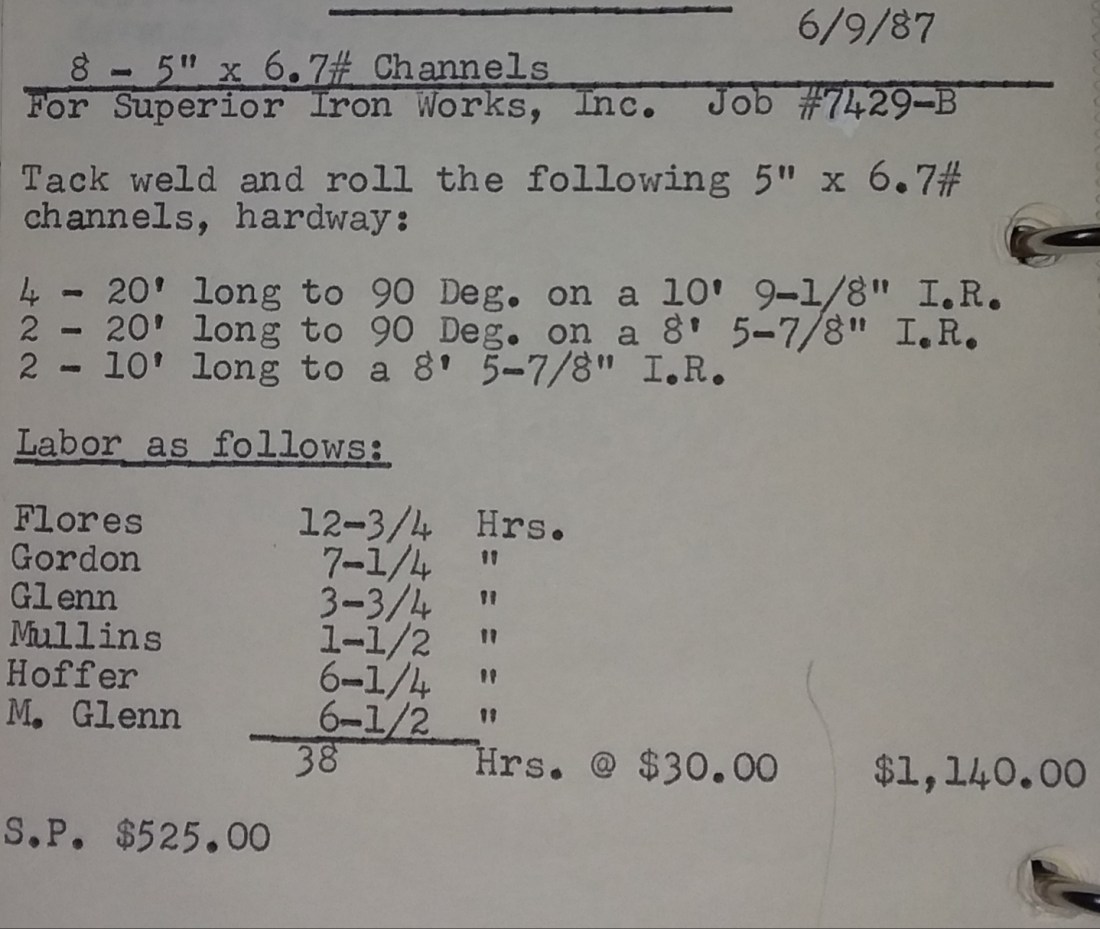 6/9/87
8 - 5" x 6.7# Channels
For Superior Iron Works, Inc. Job #7429-B
Tack weld and roll the following 5" x 6.7#
channels, hardway:
4 - 20' long to 90 Deg. on a 10' 9-1/8" I.R.
2 - 20' long to 90 Deg. on a 8' 5-7/8" I.R.
2 - 10' long to a 8' 5-7/8" I.R.
Labor as follows:
Flores 12-3/4 Hrs.
Gordon 7-1/4 "
Glenn 3-3/4 "
Mullins 1-1/2 "
Hoffer 6-1/4 "
M. Glenn 6-1/2 "
38 Hrs. @ $30.00 $1,140.00
S.P. $525.00